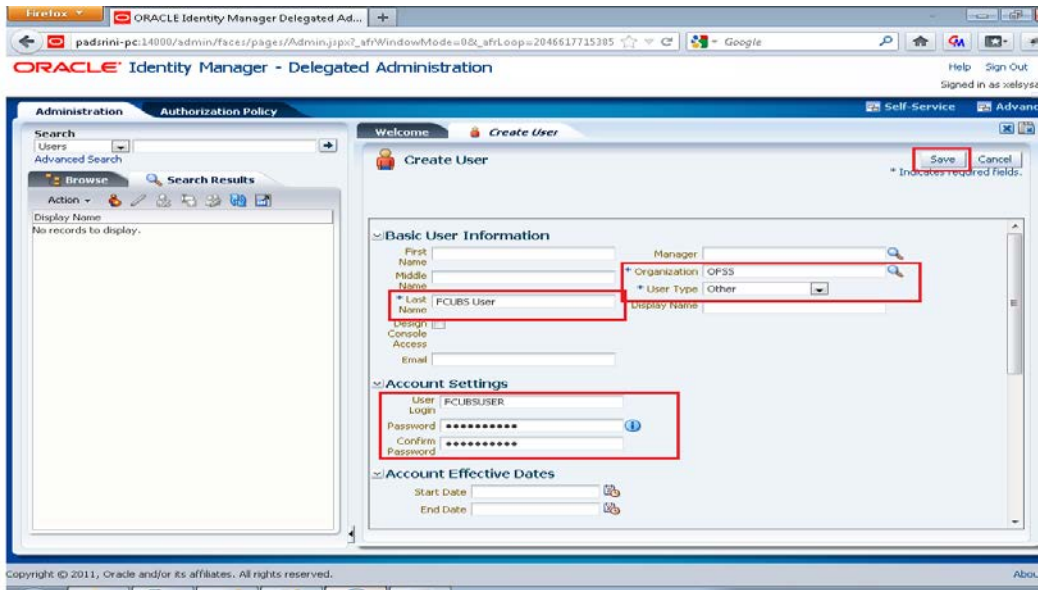 Firefox
ORACLE Identity Manager Delegated Ad...
padsrini-pc:14000/admin/faces/pages/Admin.jspx?_afrWindowMode=0&_afrLoop=2046617715385
Google
ORACLE Identity Manager - Delegated Administration
Help Sign Out
Signed in as xelsysa
Administration Authorization Policy
Self-Service Advanc
Search
Users
Advanced Search
Browse Search Results
Action
Display Name
No records to display.
Welcome Create User
Create User
Save Cancel
* Indicates required fields.
Basic User Information
First Name
Middle Name
* Last Name FCUBS User
Design Console Access
Email
Manager
* Organization OFSS
* User Type Other
Display Name
Account Settings
User Login FCUBSUSER
Password ••••••••••
Confirm Password ••••••••••
Account Effective Dates
Start Date
End Date
Copyright © 2011, Oracle and/or its affiliates. All rights reserved.
Abou